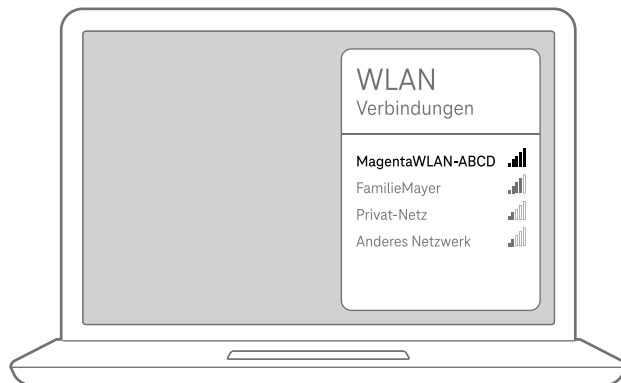 WLAN
Verbindungen
MagentaWLAN-ABCD
FamilieMayer
Privat-Netz
Anderes Netzwerk